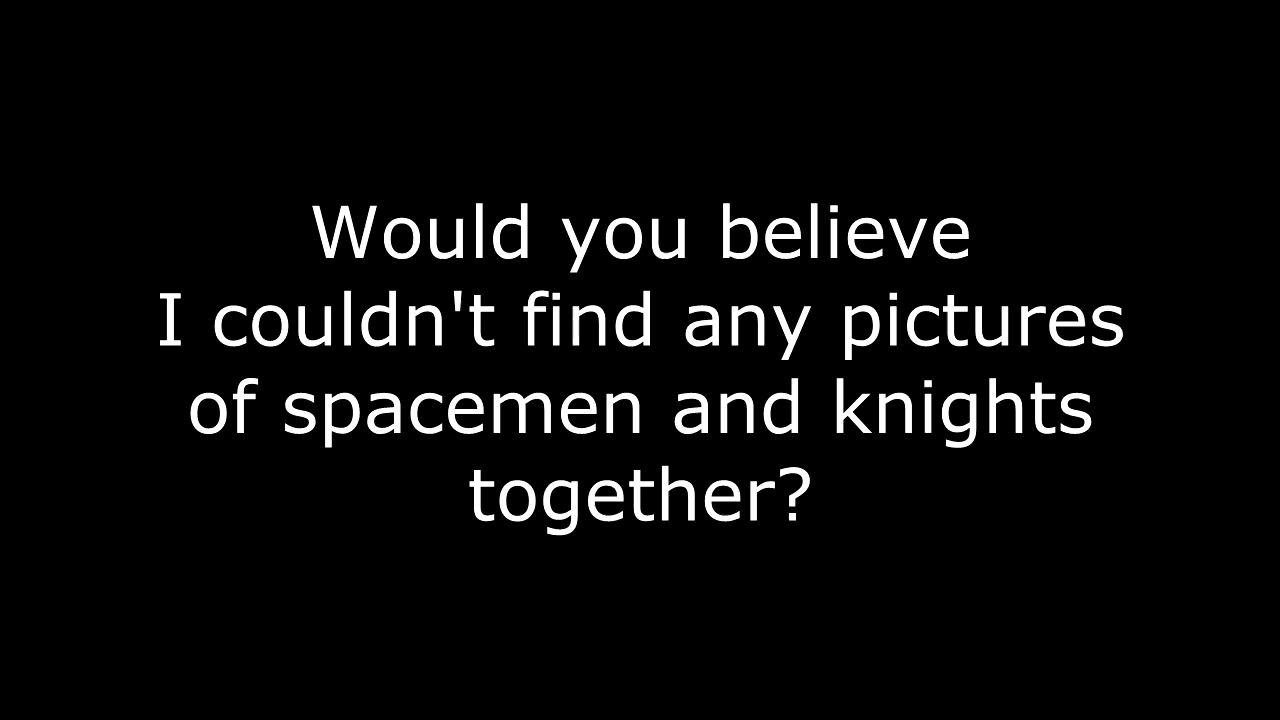 Would you believe
I couldn't find any pictures
of spacemen and knights
together?